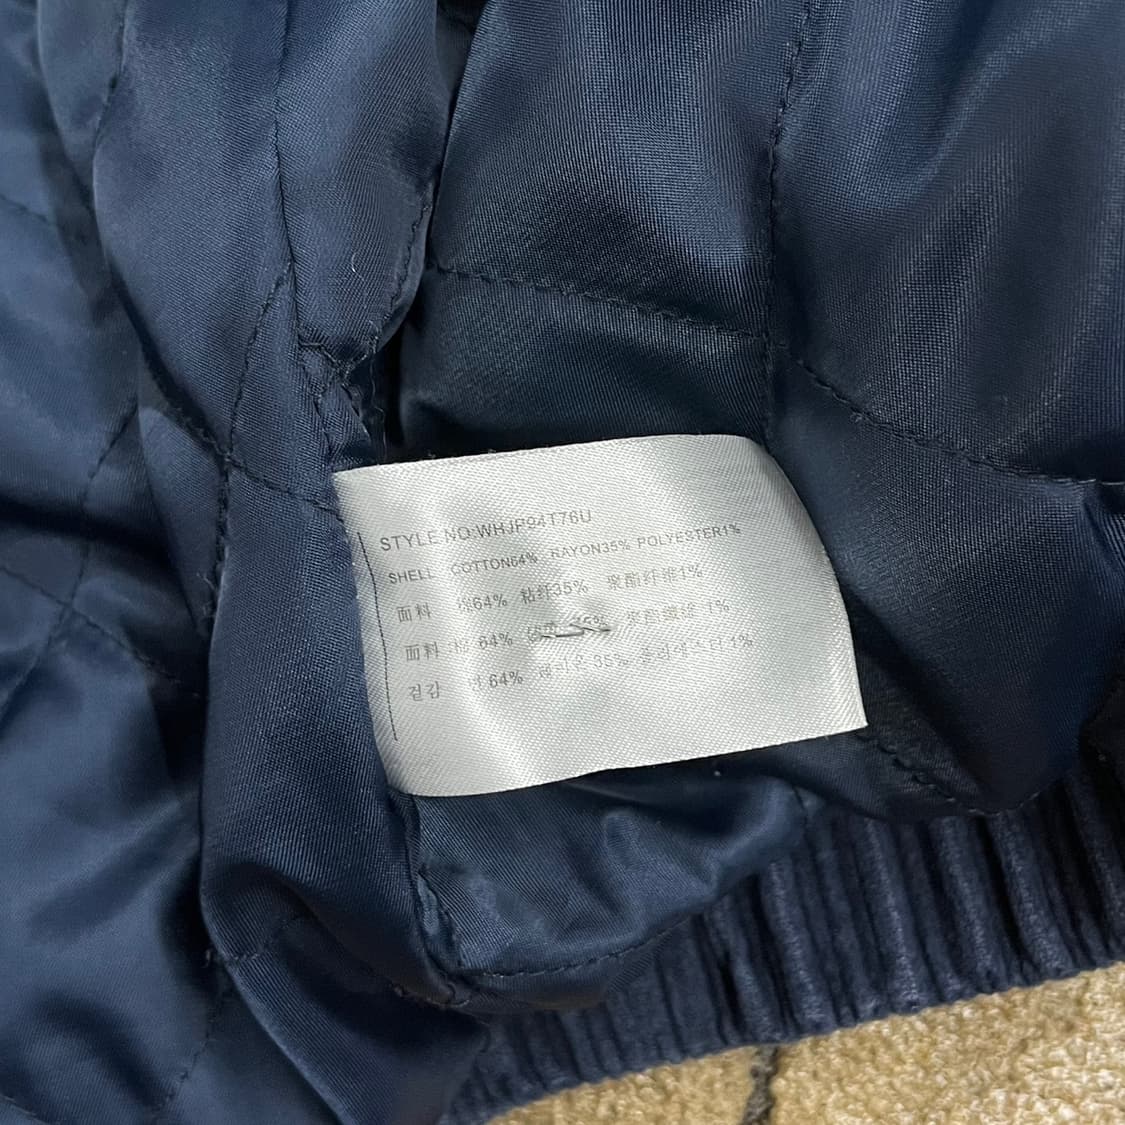 STYLE NO:WHJP94T76U
SHELL COTTON64% RAYON35% POLYESTER1%
面料 棉64% 粘纤35% 聚酯纤维1%
面料 棉 64% 35% 聚酯纖維 1%
겉감 면 64% 레이온 35% 폴리에스터 1%